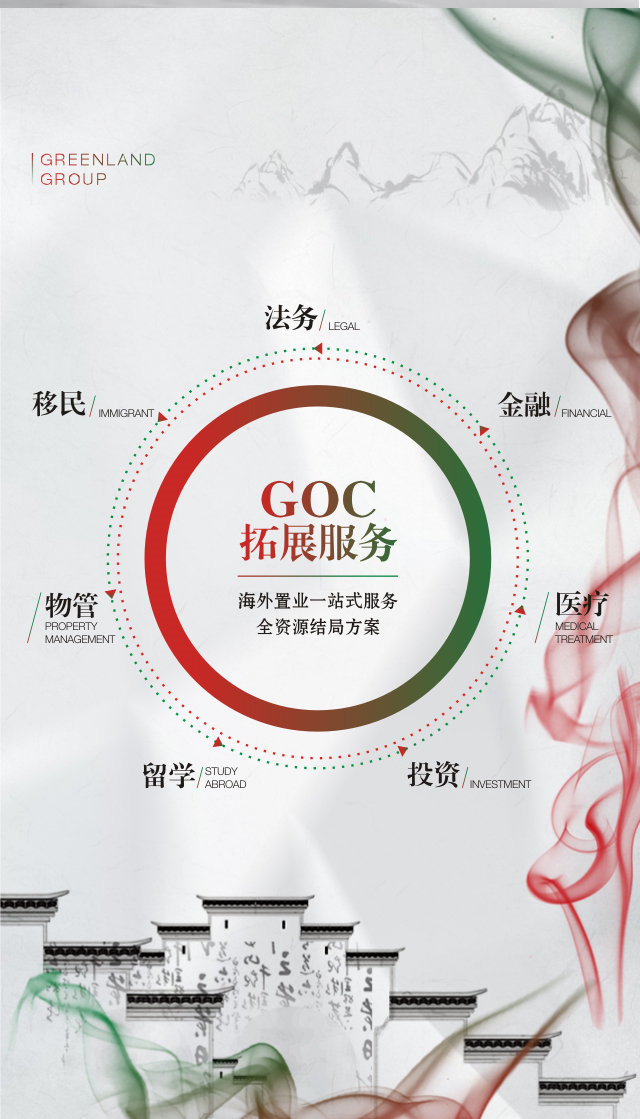 GREENLAND
GROUP
法务/ LEGAL
移民/ IMMIGRANT
金融/ FINANCIAL
GOC
拓展服务
海外置业一站式服务
全资源结局方案
物管
PROPERTY
MANAGEMENT
医疗
MEDICAL
TREATMENT
留学/ STUDY
ABROAD
投资/ INVESTMENT